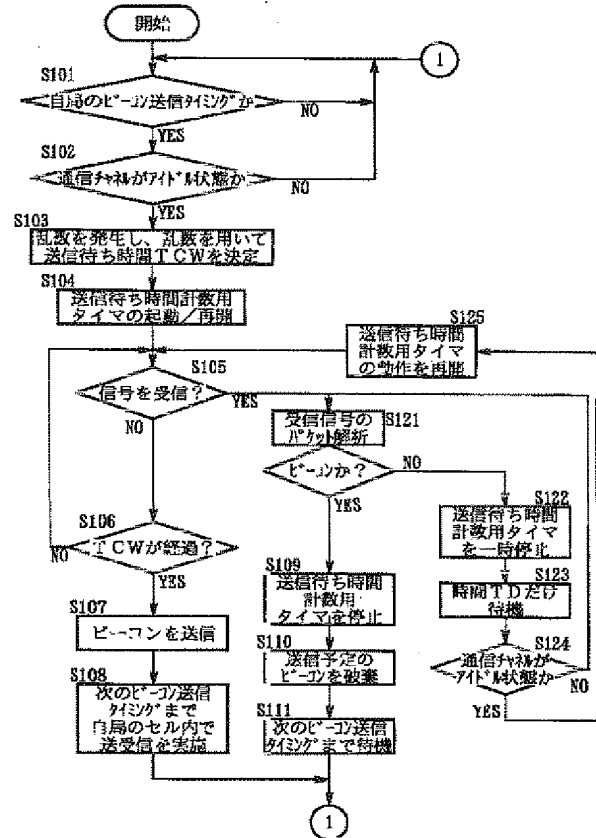 開始
1
S101
自局のビーコン送信タイミングか
NO
YES
S102
通信チャネルがアイドル状態か
NO
YES
S103
乱数を発生し、乱数を用いて
送信待ち時間TCWを決定
S104
送信待ち時間計数用
タイマの起動/再開
S125
送信待ち時間
計数用タイマ
の動作を再開
S105
信号を受信?
YES
NO
S121
受信信号の
パケット解析
ビーコンか?
NO
YES
S122
送信待ち時間
計数用タイマ
を一時停止
S106
TCWが経過?
NO
YES
S109
送信待ち時間
計数用
タイマを停止
S123
時間TDだけ
待機
S107
ビーコンを送信
S110
送信予定の
ビーコンを破棄
S124
通信チャネルが
アイドル状態か
NO
YES
S108
次のビーコン送信
タイミングまで
自局のセル内で
送受信を実施
S111
次のビーコン送信
タイミングまで待機
1